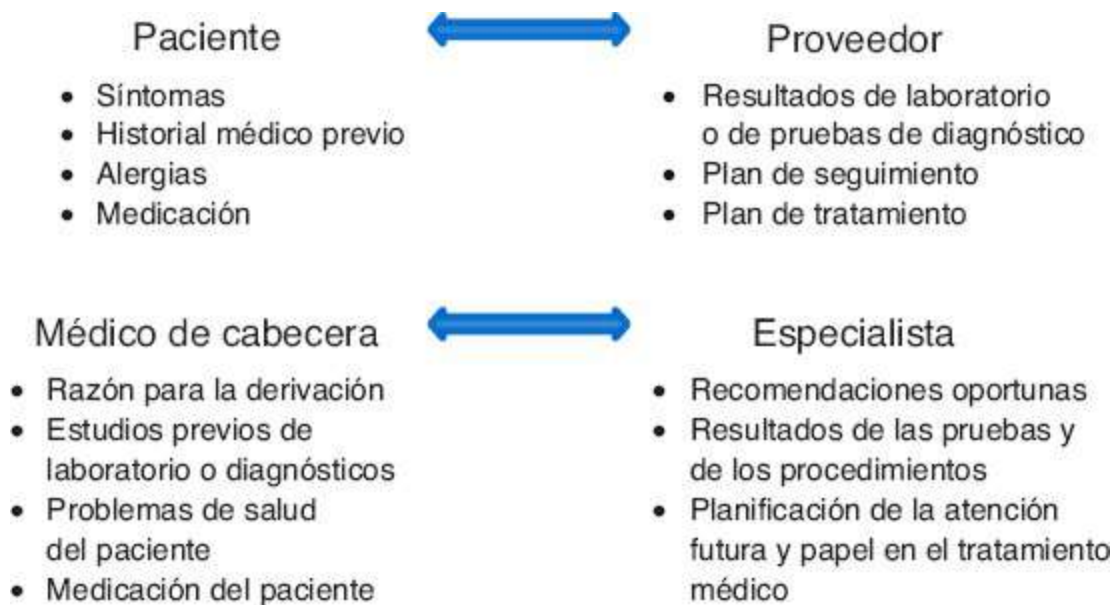 Paciente
• Síntomas
• Historial médico previo
• Alergias
• Medicación
Proveedor
• Resultados de laboratorio
o de pruebas de diagnóstico
• Plan de seguimiento
• Plan de tratamiento
Médico de cabecera
• Razón para la derivación
• Estudios previos de
laboratorio o diagnósticos
• Problemas de salud
del paciente
• Medicación del paciente
Especialista
• Recomendaciones oportunas
• Resultados de las pruebas y
de los procedimientos
• Planificación de la atención
futura y papel en el tratamiento
médico